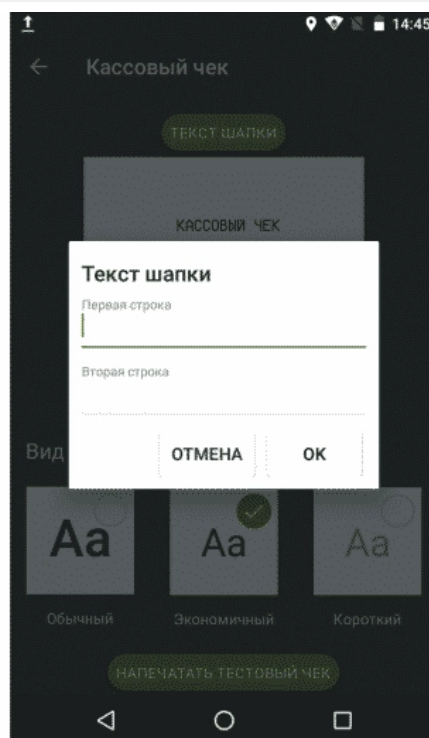 14:45
Кассовый чек
ТЕКСТ ШАПКИ
КАССОВЫЙ ЧЕК
Текст шапки
Первая строка
Вторая строка
ОТМЕНА ОК
Вид
Aa Aa Aa
Обычный Экономичный Короткий
НАПЕЧАТАТЬ ТЕСТОВЫЙ ЧЕК